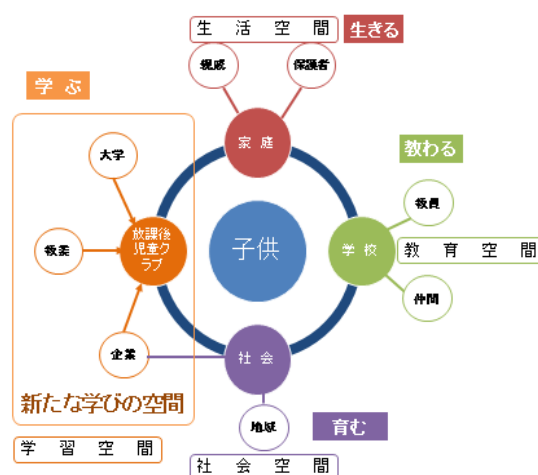 生活空間
生きる
親戚
保護者
学ぶ
家庭
大学
教わる
教員
放課後
児童ク
ラブ
子供
学校
教育空間
仲間
企業
社会
新たな学びの空間
地域
育む
学習空間
社会空間